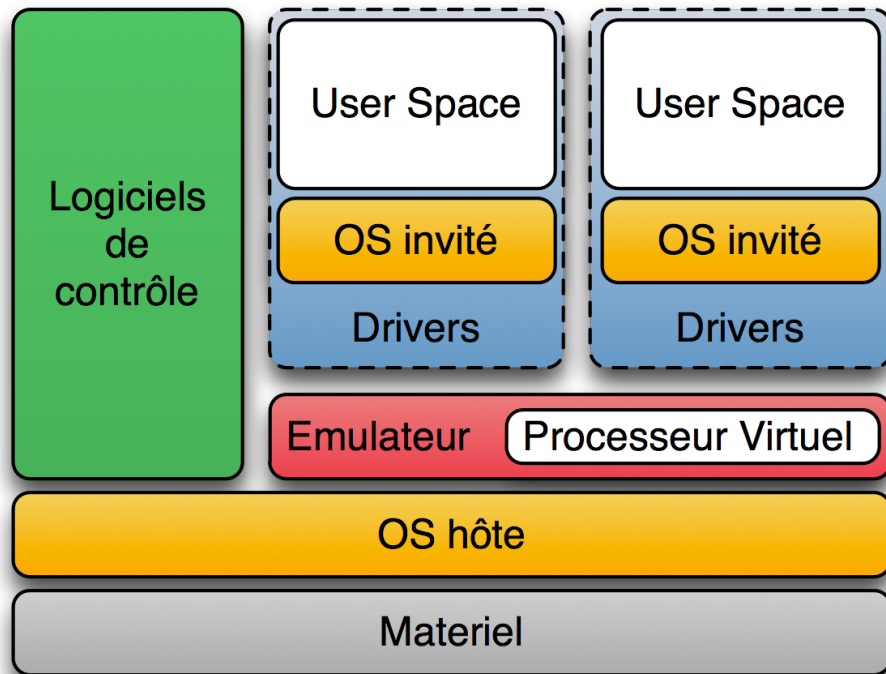 Logiciels
de
contrôle
User Space
OS invité
Drivers
User Space
OS invité
Drivers
Emulateur
Processeur Virtuel
OS hôte
Materiel